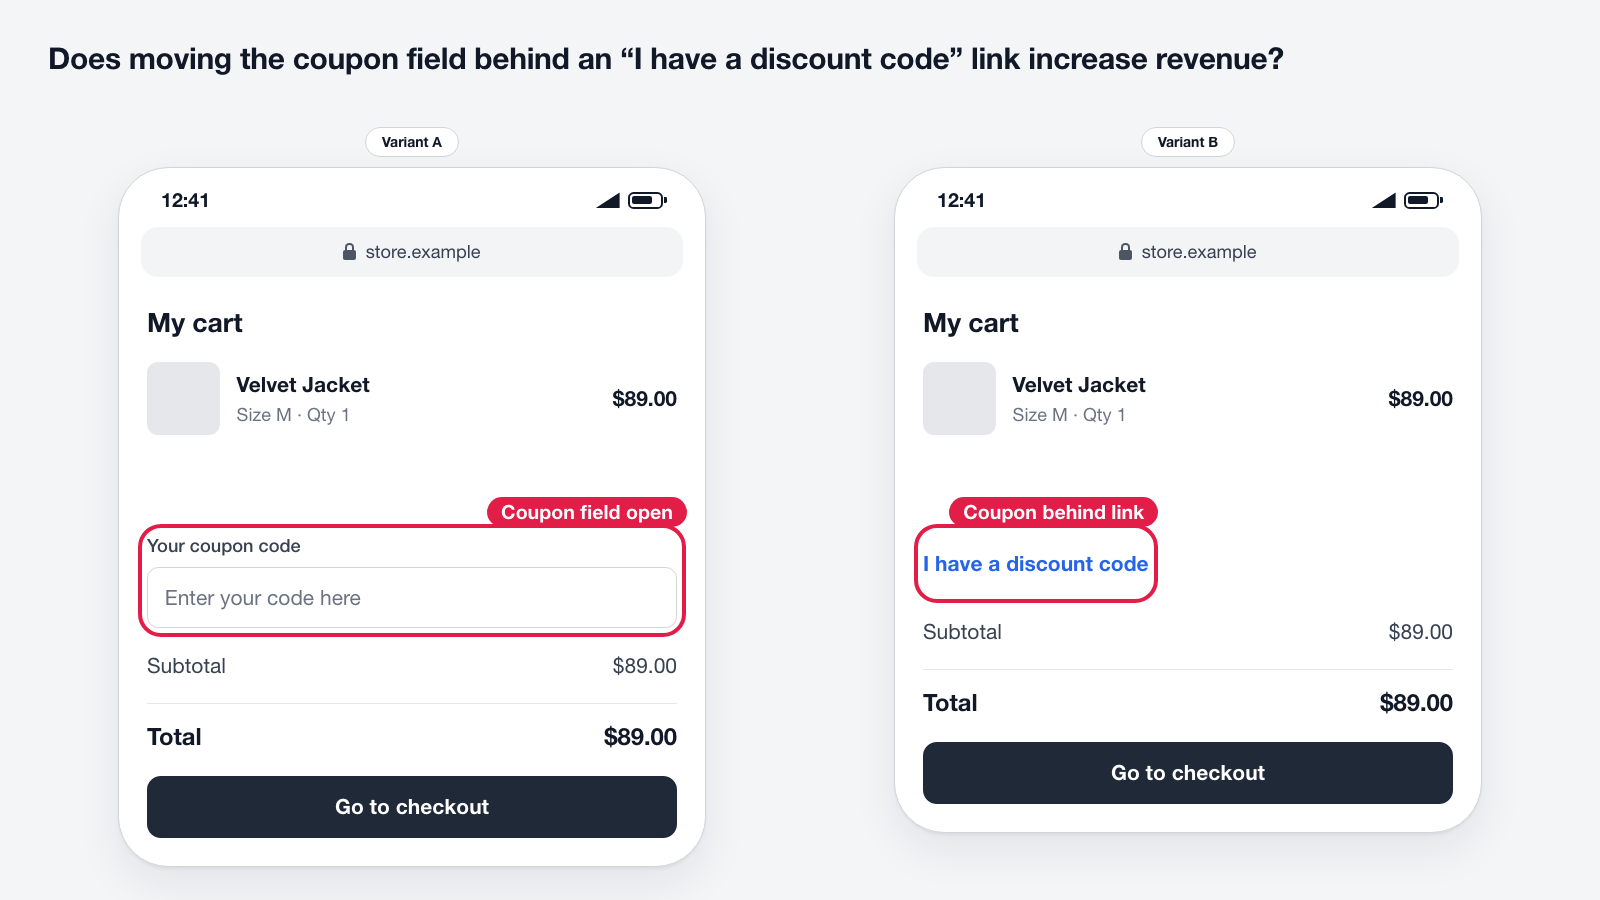 Does moving the coupon field behind an “I have a discount code” link increase revenue?
Variant A
12:41
store.example
My cart
Velvet Jacket
Size M · Qty 1
$89.00
Coupon field open
Your coupon code
Enter your code here
Subtotal $89.00
Total $89.00
Go to checkout
Variant B
12:41
store.example
My cart
Velvet Jacket
Size M · Qty 1
$89.00
Coupon behind link
I have a discount code
Subtotal $89.00
Total $89.00
Go to checkout